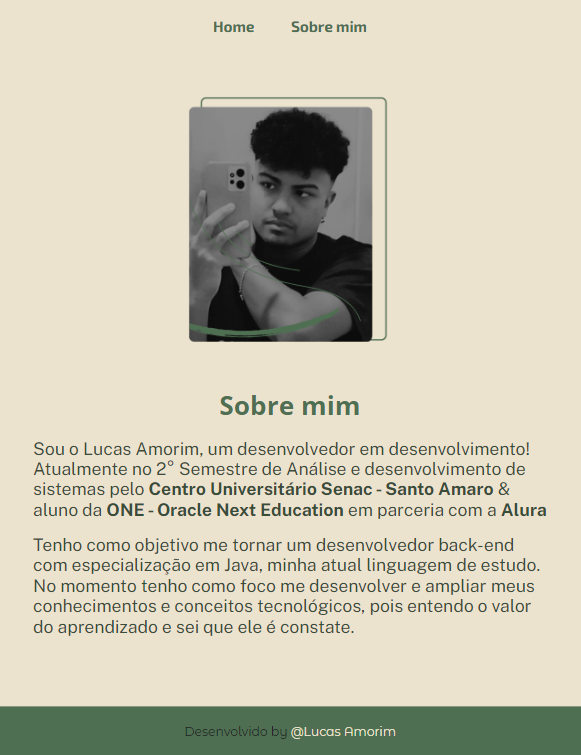 Home Sobre mim
Sobre mim
Sou o Lucas Amorim, um desenvolvedor em desenvolvimento!
Atualmente no 2° Semestre de Análise e desenvolvimento de
sistemas pelo Centro Universitário Senac - Santo Amaro &
aluno da ONE - Oracle Next Education em parceria com a Alura
Tenho como objetivo me tornar um desenvolvedor back-end
com especialização em Java, minha atual linguagem de estudo.
No momento tenho como foco me desenvolver e ampliar meus
conhecimentos e conceitos tecnológicos, pois entendo o valor
do aprendizado e sei que ele é constate.
Desenvolvido by @Lucas Amorim